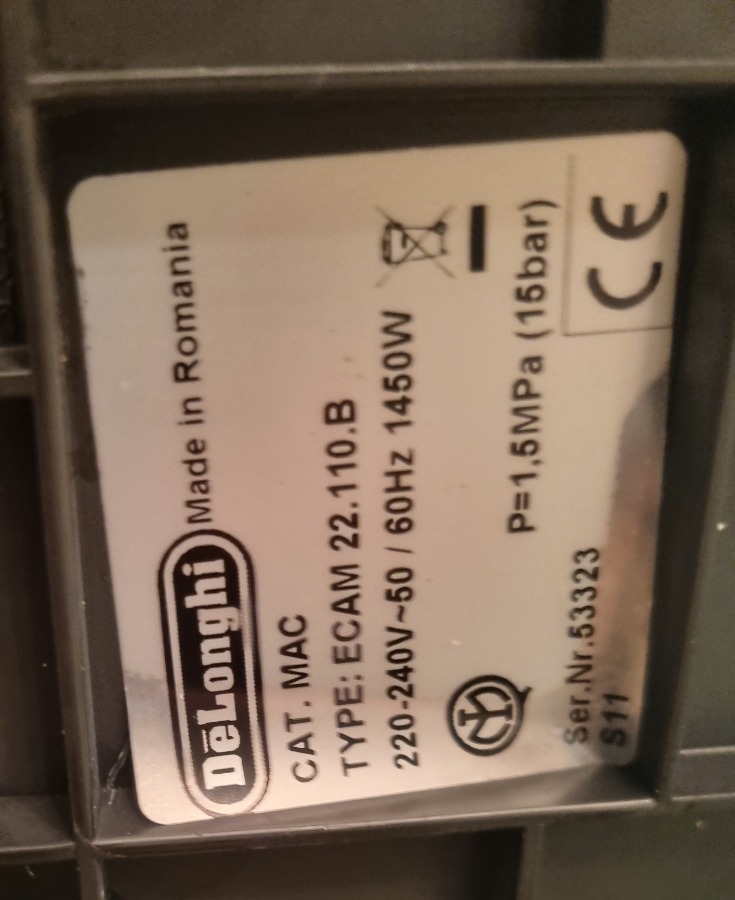 DeLonghi Made in Romania
CAT. MAC
TYPE: ECAM 22.110.B
220-240V~50 / 60Hz 1450W
P=1,5MPa (15bar)
CE
Ser.Nr.53323
S11